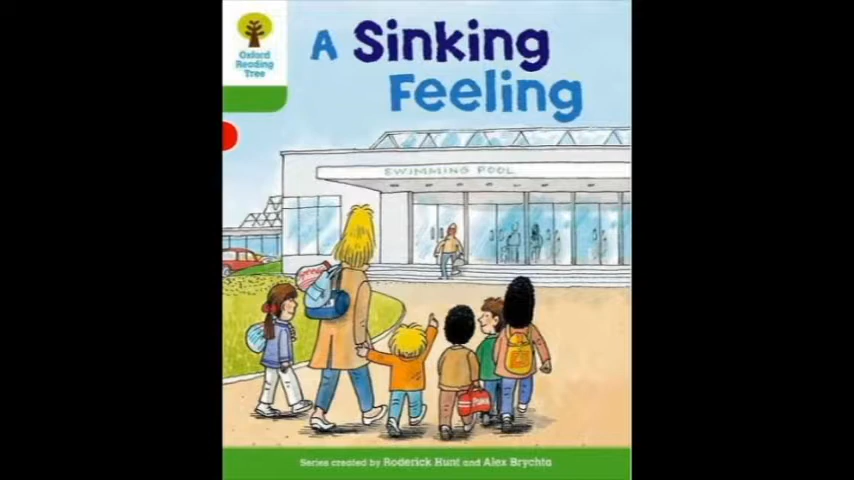 Oxford
Reading
Tree
A Sinking
Feeling
SWIMMING POOL
Series created by Roderick Hunt and Alex Brychta